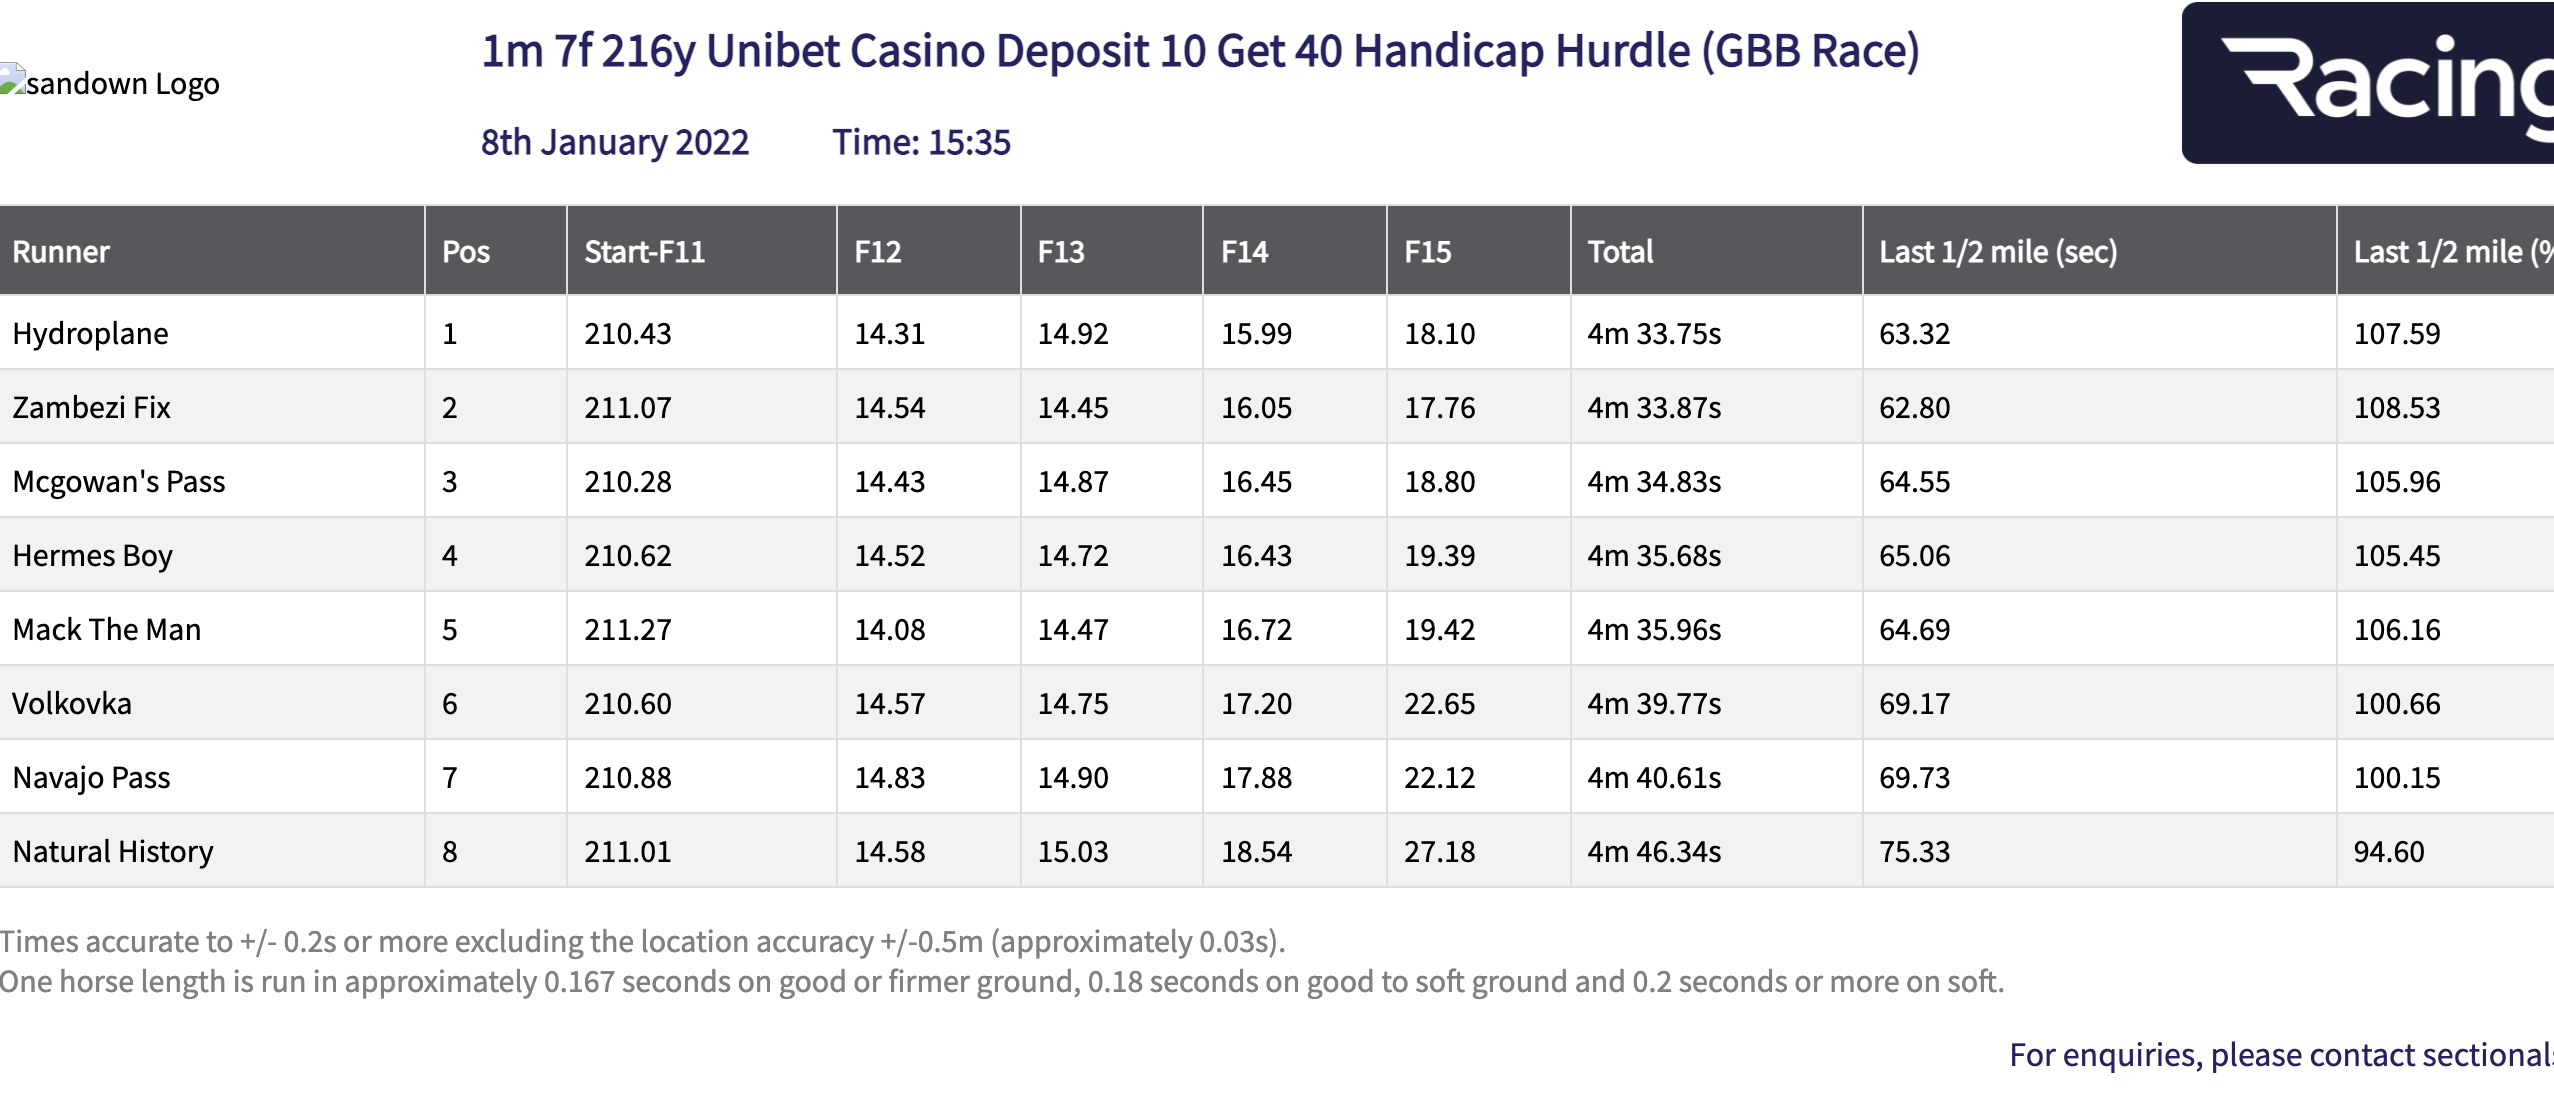 1m 7f 216y Unibet Casino Deposit 10 Get 40 Handicap Hurdle (GBB Race)
sandown Logo
Racing
8th January 2022 Time: 15:35
Runner Pos Start-F11 F12 F13 F14 F15 Total Last 1/2 mile (sec) Last 1/2 mile (%
Hydroplane 1 210.43 14.31 14.92 15.99 18.10 4m 33.75s 63.32 107.59
Zambezi Fix 2 211.07 14.54 14.45 16.05 17.76 4m 33.87s 62.80 108.53
Mcgowan's Pass 3 210.28 14.43 14.87 16.45 18.80 4m 34.83s 64.55 105.96
Hermes Boy 4 210.62 14.52 14.72 16.43 19.39 4m 35.68s 65.06 105.45
Mack The Man 5 211.27 14.08 14.47 16.72 19.42 4m 35.96s 64.69 106.16
Volkovka 6 210.60 14.57 14.75 17.20 22.65 4m 39.77s 69.17 100.66
Navajo Pass 7 210.88 14.83 14.90 17.88 22.12 4m 40.61s 69.73 100.15
Natural History 8 211.01 14.58 15.03 18.54 27.18 4m 46.34s 75.33 94.60
Times accurate to +/- 0.2s or more excluding the location accuracy +/-0.5m (approximately 0.03s).
One horse length is run in approximately 0.167 seconds on good or firmer ground, 0.18 seconds on good to soft ground and 0.2 seconds or more on soft.
For enquiries, please contact sectionals